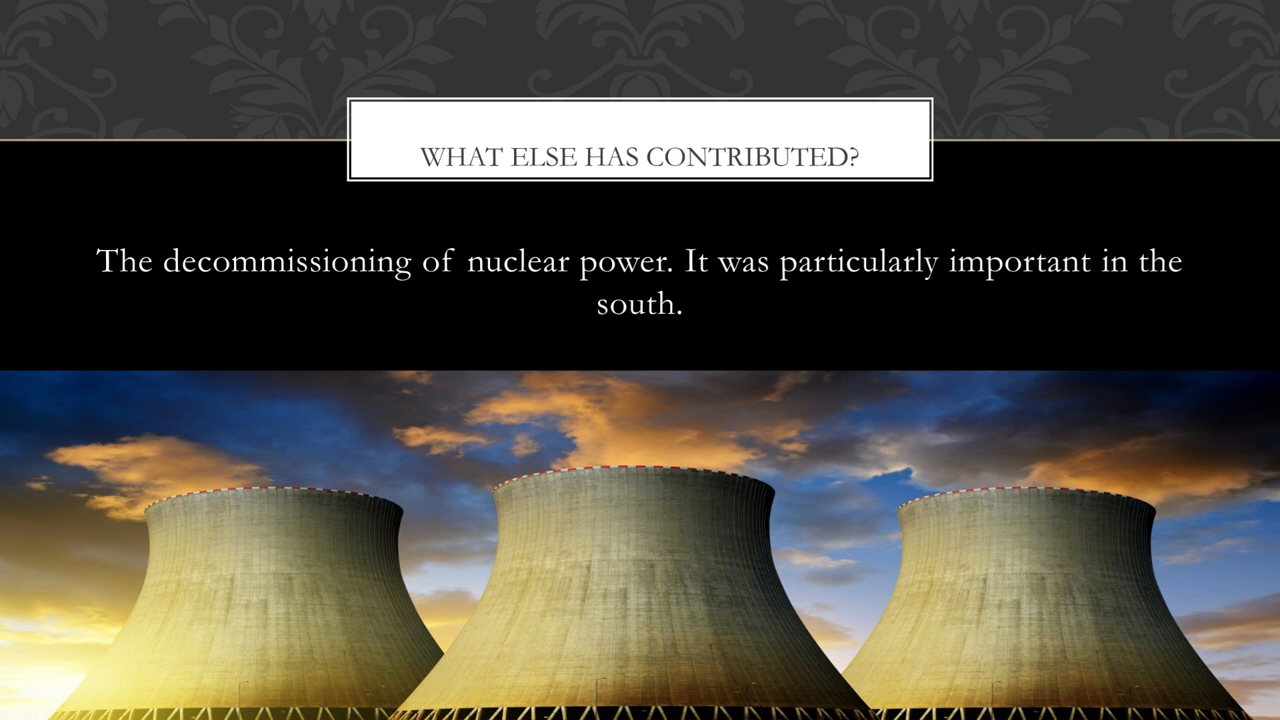 WHAT ELSE HAS CONTRIBUTED?
The decommissioning of nuclear power. It was particularly important in the
south.